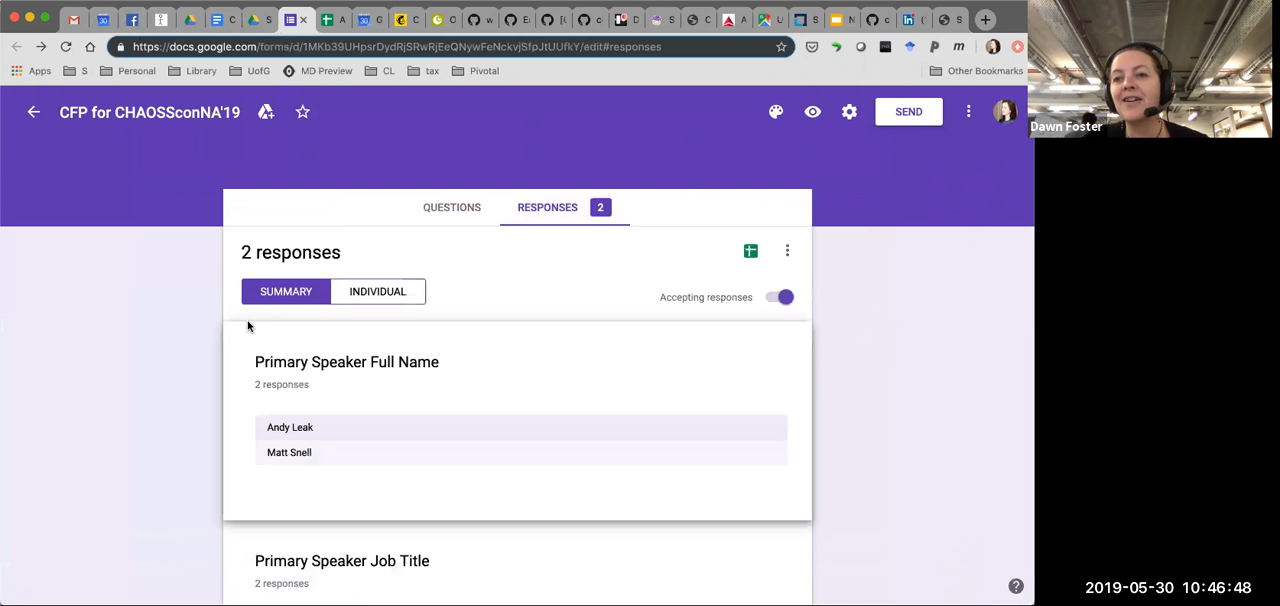 https://docs.google.com/forms/d/1MKb39UHpsrDydRjSRwRjEeQNywFeNckvjSfpJtUUfkY/edit#responses
Apps S Personal Library UofG MD Preview CL tax Pivotal Other Bookmarks
CFP for CHAOSSconNA'19 SEND
Dawn Foster
QUESTIONS RESPONSES 2
2 responses
SUMMARY INDIVIDUAL
Accepting responses
Primary Speaker Full Name
2 responses
Andy Leak
Matt Snell
Primary Speaker Job Title
2 responses
2019-05-30 10:46:48